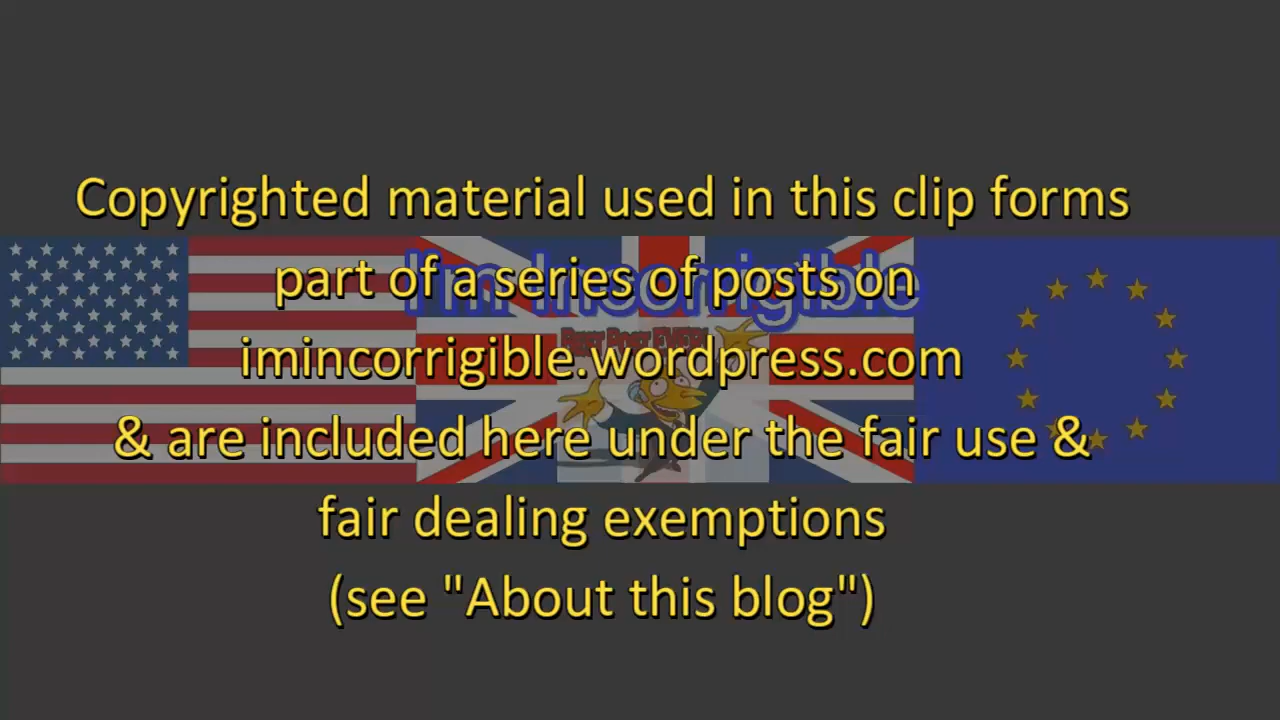 Copyrighted material used in this clip forms
part of a series of posts on
I'm Incorrigible
imincorrigible.wordpress.com
& are included here under the fair use &
fair dealing exemptions
(see "About this blog")